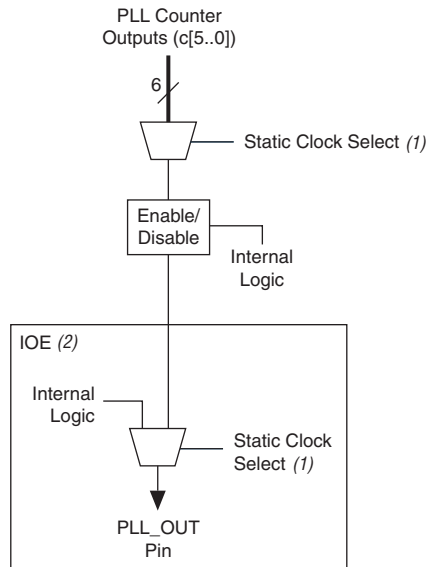 PLL Counter
Outputs (c[5..0])
6
Static Clock Select (1)
Enable/
Disable
Internal
Logic
IOE (2)
Internal
Logic
Static Clock
Select (1)
PLL_OUT
Pin